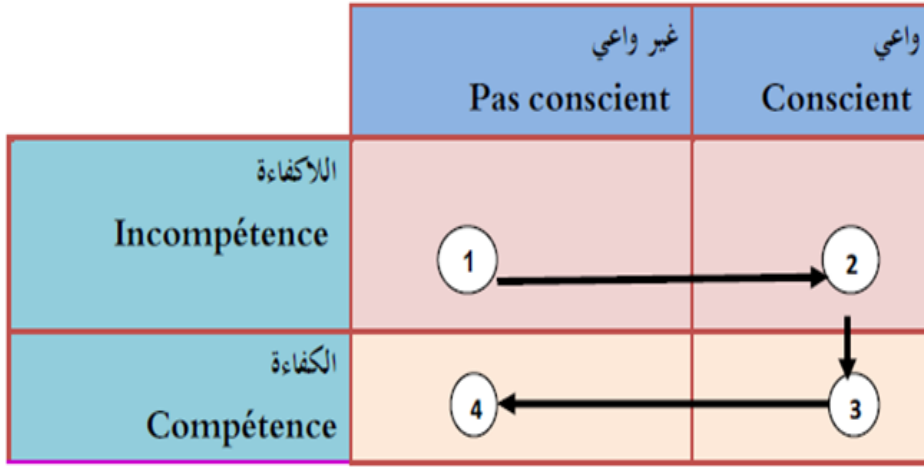 غير واعي
واعي
Pas conscient
Conscient
اللاكفاءة
Incompétence
1
2
الكفاءة
Compétence
4
3